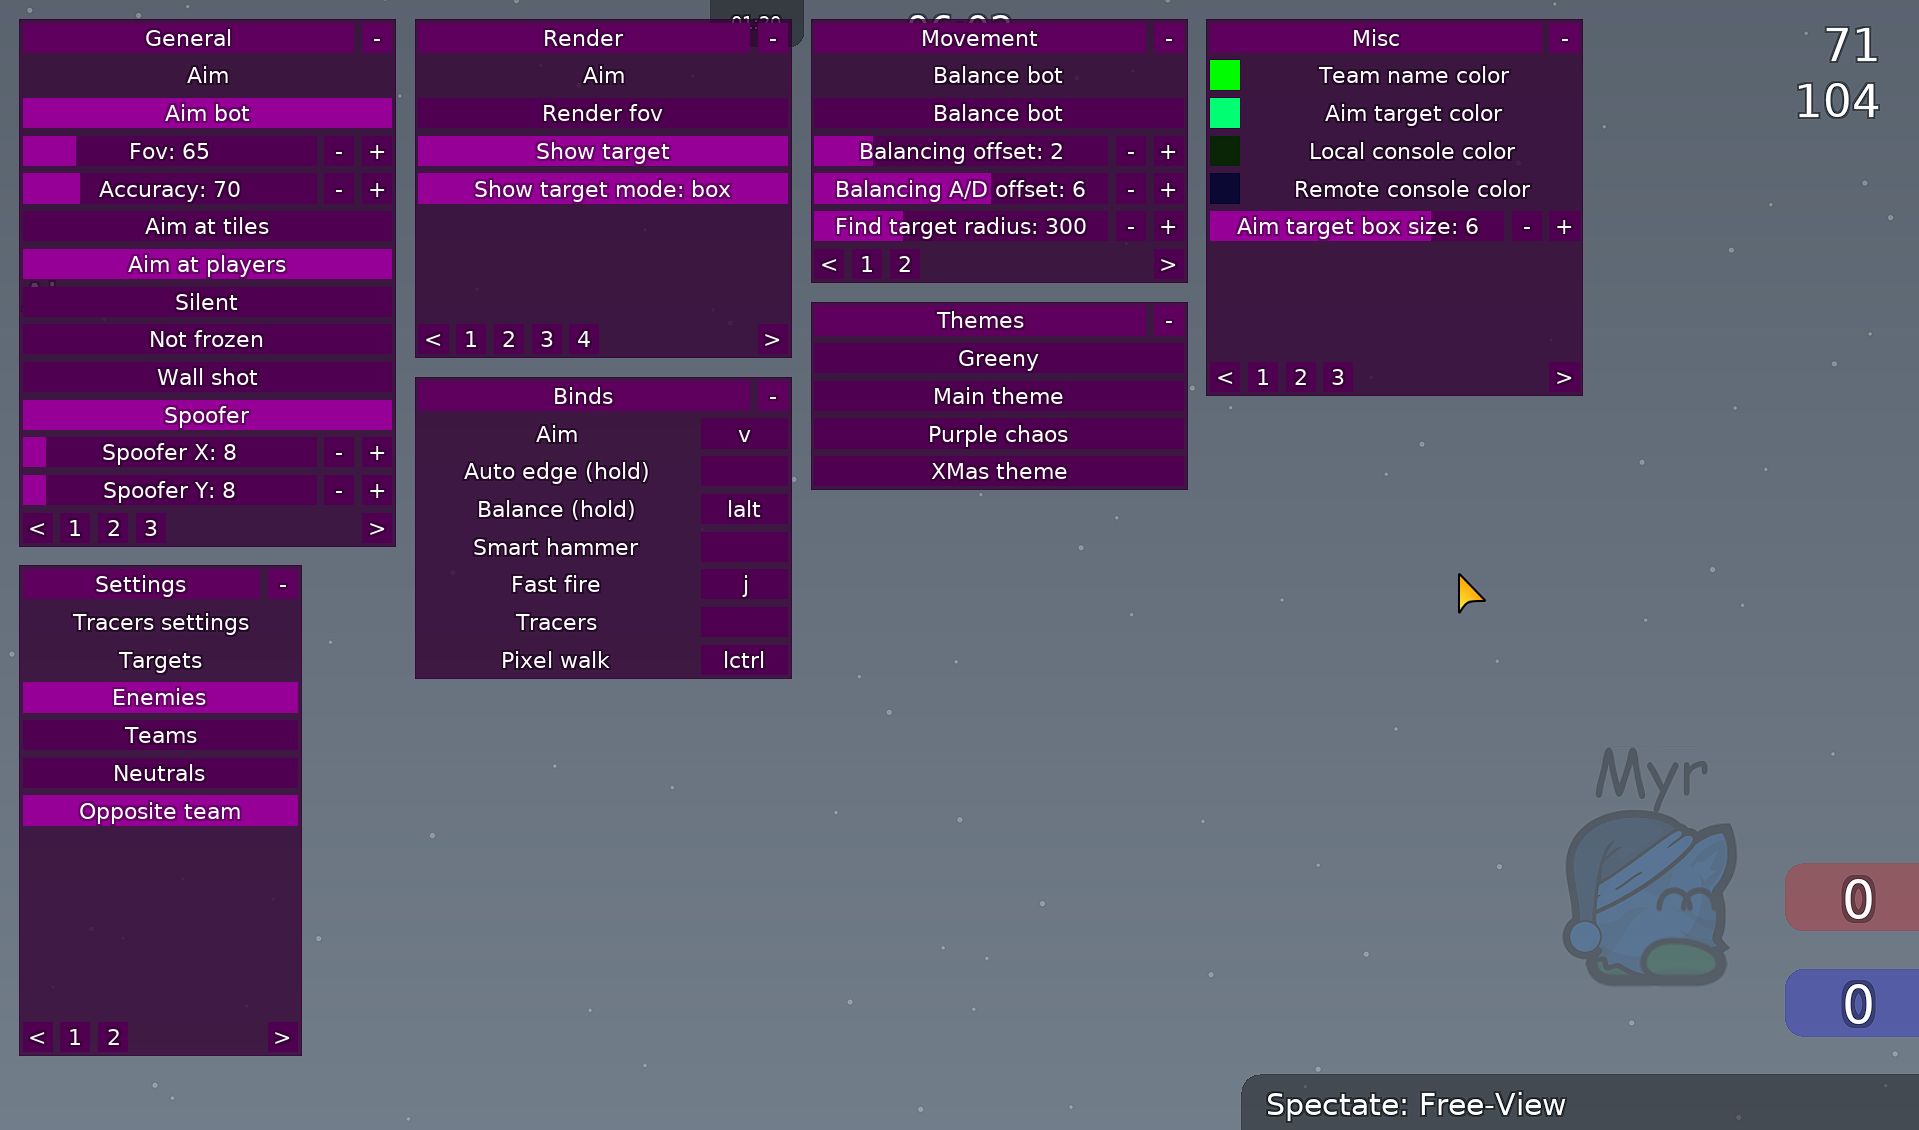 General -
Aim
Aim bot
Fov: 65 - +
Accuracy: 70 - +
Aim at tiles
Aim at players
Silent
Not frozen
Wall shot
Spoofer
Spoofer X: 8 - +
Spoofer Y: 8 - +
< 1 2 3 >
Settings -
Tracers settings
Targets
Enemies
Teams
Neutrals
Opposite team
< 1 2 >
Render -
Aim
Render fov
Show target
Show target mode: box
< 1 2 3 4 >
Binds -
Aim v
Auto edge (hold)
Balance (hold) lalt
Smart hammer
Fast fire j
Tracers
Pixel walk lctrl
Movement -
Balance bot
Balance bot
Balancing offset: 2 - +
Balancing A/D offset: 6 - +
Find target radius: 300 - +
< 1 2 >
Themes -
Greeny
Main theme
Purple chaos
XMas theme
Misc -
Team name color
Aim target color
Local console color
Remote console color
Aim target box size: 6 - +
< 1 2 3 >
71
104
Myr
0
0
Spectate: Free-View